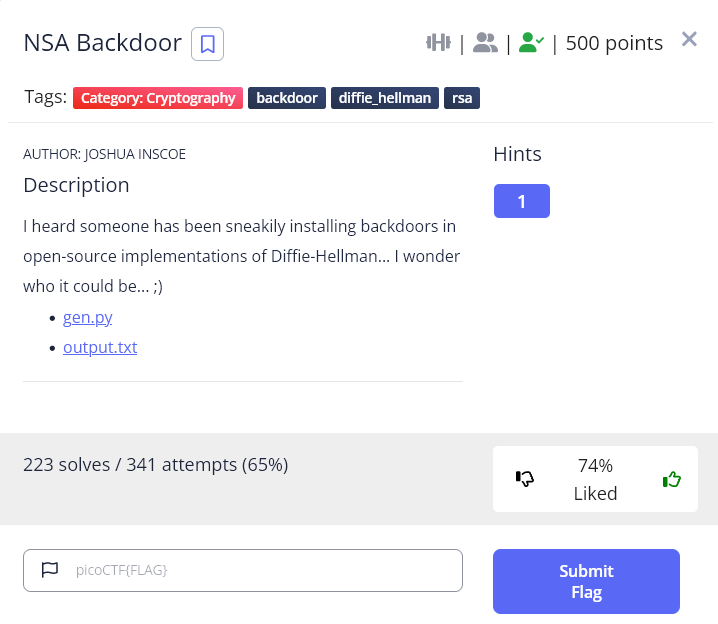 NSA Backdoor
| | | 500 points
Tags: Category: Cryptography backdoor diffie_hellman rsa
AUTHOR: JOSHUA INSCOE
Description
I heard someone has been sneakily installing backdoors in
open-source implementations of Diffie-Hellman... I wonder
who it could be... ;)
• gen.py
• output.txt
Hints
1
223 solves / 341 attempts (65%)
74%
Liked
picoCTF{FLAG}
Submit
Flag